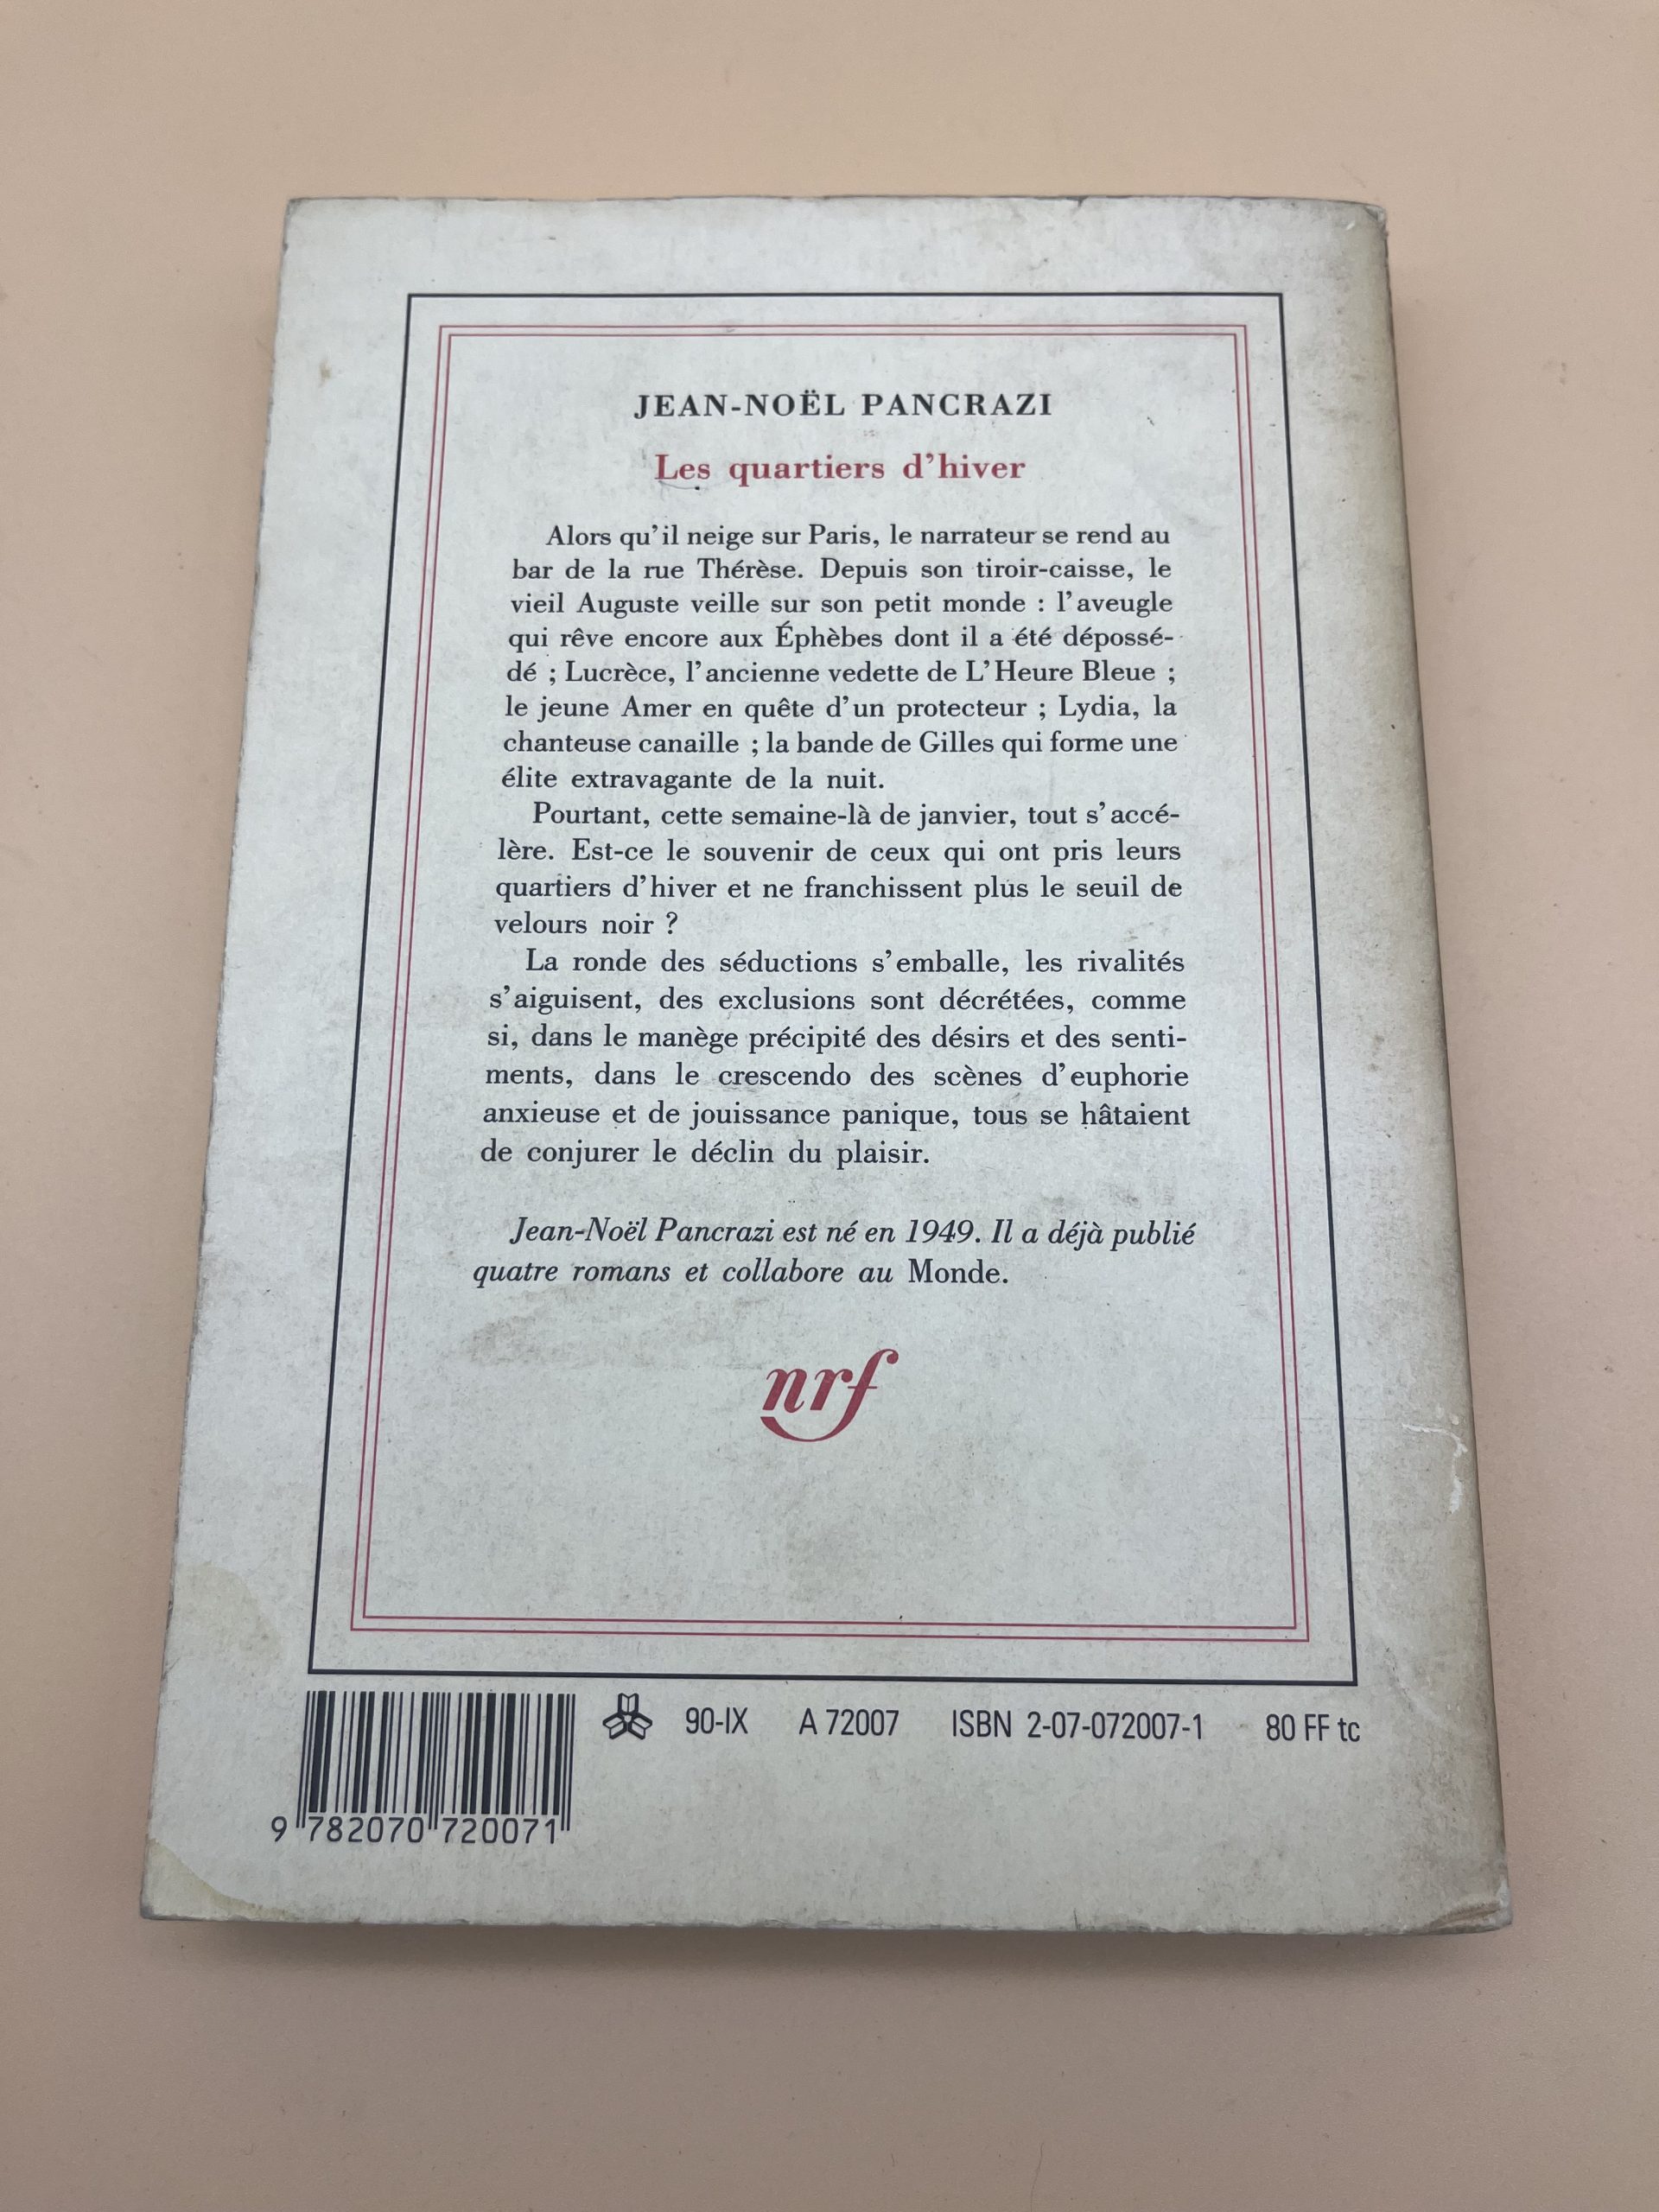 JEAN-NOËL PANCRAZI
Les quartiers d'hiver
Alors qu'il neige sur Paris, le narrateur se rend au
bar de la rue Thérèse. Depuis son tiroir-caisse, le
vieil Auguste veille sur son petit monde : l'aveugle
qui rêve encore aux Éphèbes dont il a été dépossé-
dé ; Lucrèce, l'ancienne vedette de L'Heure Bleue ;
le jeune Amer en quête d'un protecteur ; Lydia, la
chanteuse canaille ; la bande de Gilles qui forme une
élite extravagante de la nuit.
Pourtant, cette semaine-là de janvier, tout s'accé-
lère. Est-ce le souvenir de ceux qui ont pris leurs
quartiers d'hiver et ne franchissent plus le seuil de
velours noir ?
La ronde des séductions s'emballe, les rivalités
s'aiguisent, des exclusions sont décrétées, comme
si, dans le manège précipité des désirs et des senti-
ments, dans le crescendo des scènes d'euphorie
anxieuse et de jouissance panique, tous se hâtaient
de conjurer le déclin du plaisir.
Jean-Noël Pancrazi est né en 1949. Il a déjà publié
quatre romans et collabore au Monde.
nrf
90-IX A 72007 ISBN 2-07-072007-1 80 FF tc
9 782070 720071